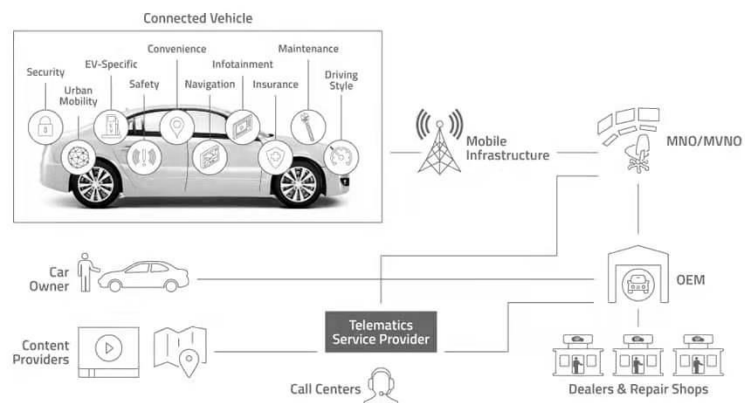 Connected Vehicle
Security
Urban
Mobility
EV-Specific
Safety
Convenience
Navigation
Infotainment
Insurance
Maintenance
Driving
Style
Mobile
Infrastructure
MNO/MVNO
Car
Owner
OEM
Telematics
Service Provider
Content
Providers
Call Centers
Dealers & Repair Shops